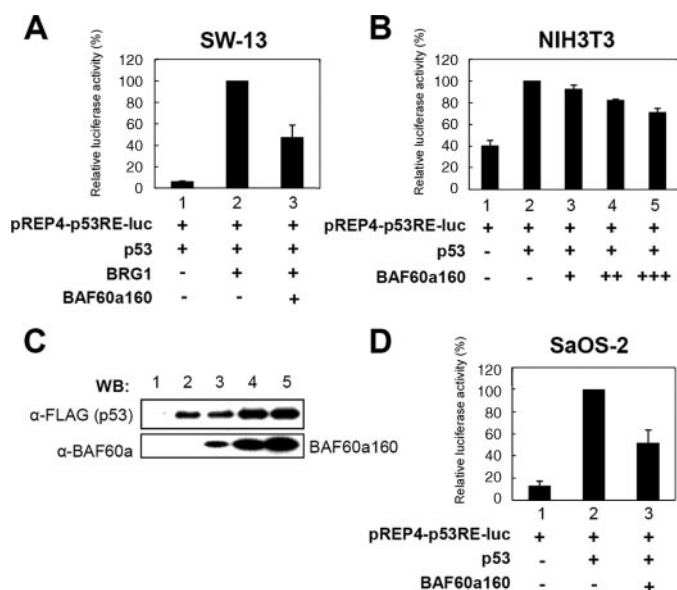 A
SW-13
Relative luciferase activity (%)
120
100
80
60
40
20
0
1 2 3
pREP4-p53RE-luc + + +
p53 + + +
BRG1 - + +
BAF60a160 - - +
B
NIH3T3
Relative luciferase activity (%)
120
100
80
60
40
20
0
1 2 3 4 5
pREP4-p53RE-luc + + + + +
p53 - + + + +
BAF60a160 - - + ++ +++
C
WB: 1 2 3 4 5
α-FLAG (p53)
α-BAF60a BAF60a160
D
SaOS-2
Relative luciferase activity (%)
120
100
80
60
40
20
0
1 2 3
pREP4-p53RE-luc + + +
p53 - + +
BAF60a160 - - +